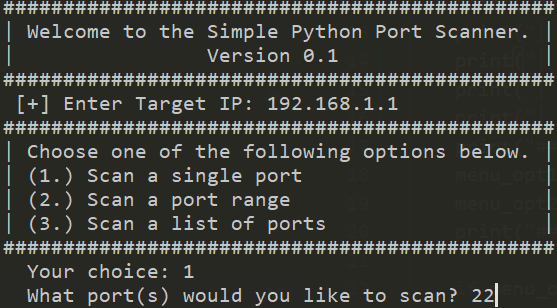 ##############################################
| Welcome to the Simple Python Port Scanner. |
|                Version 0.1                 |
##############################################
 [+] Enter Target IP: 192.168.1.1
##############################################
| Choose one of the following options below. |
| (1.) Scan a single port                    |
| (2.) Scan a port range                     |
| (3.) Scan a list of ports                  |
##############################################
  Your choice: 1
  What port(s) would you like to scan? 22